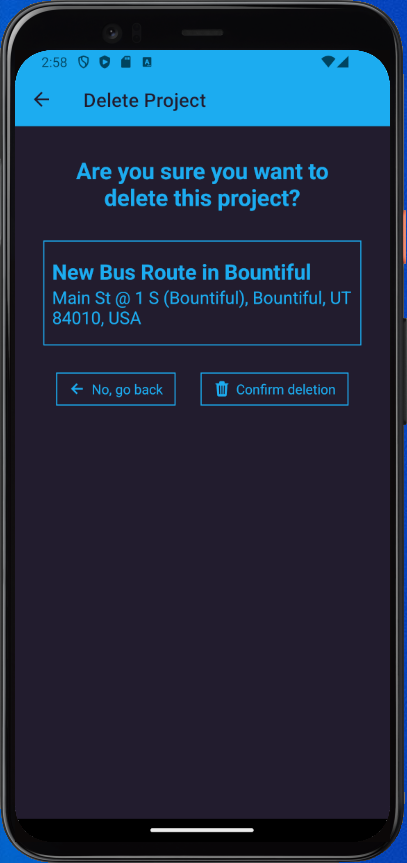 2:58
Delete Project
Are you sure you want to
delete this project?
New Bus Route in Bountiful
Main St @ 1 S (Bountiful), Bountiful, UT
84010, USA
No, go back
Confirm deletion